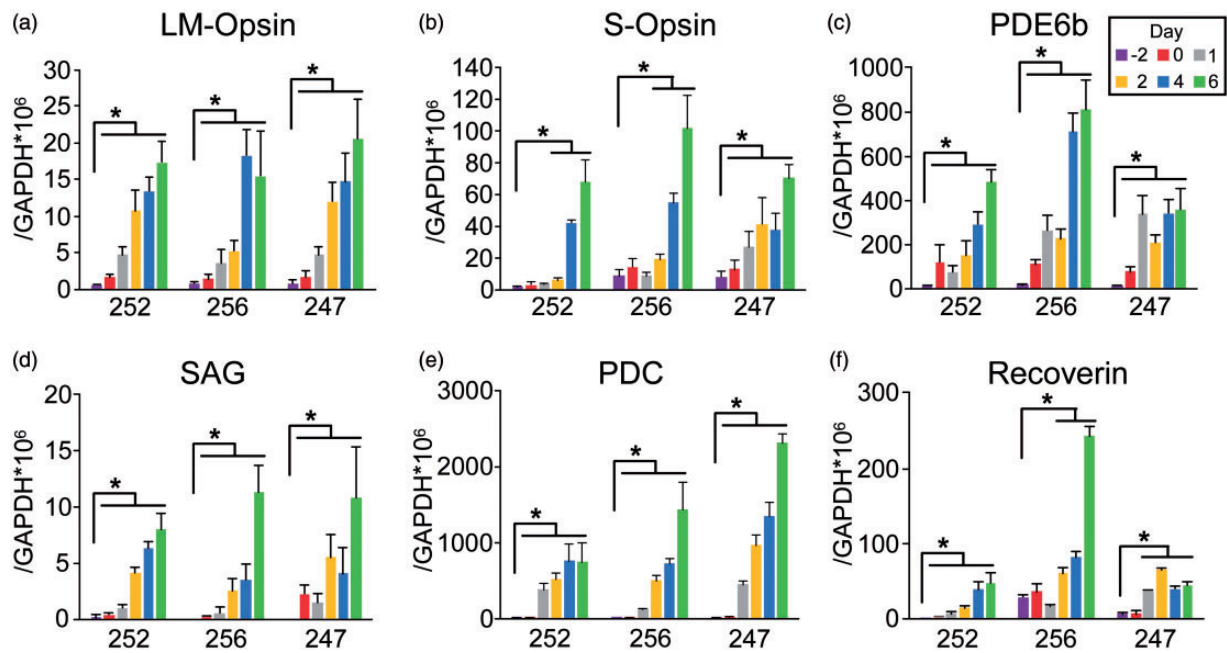 (a) LM-Opsin
/GAPDH*10⁶
30
25
20
15
10
5
0
*
*
*
252 256 247
(b) S-Opsin
/GAPDH*10⁶
140
120
100
80
60
40
20
0
*
*
*
252 256 247
(c) PDE6b
/GAPDH*10⁶
1000
800
600
400
200
0
*
*
*
252 256 247
Day
-2 0 1
2 4 6
(d) SAG
/GAPDH*10⁶
20
15
10
5
0
*
*
*
252 256 247
(e) PDC
/GAPDH*10⁶
3000
2000
1000
0
*
*
*
252 256 247
(f) Recoverin
/GAPDH*10⁶
300
200
100
0
*
*
*
252 256 247